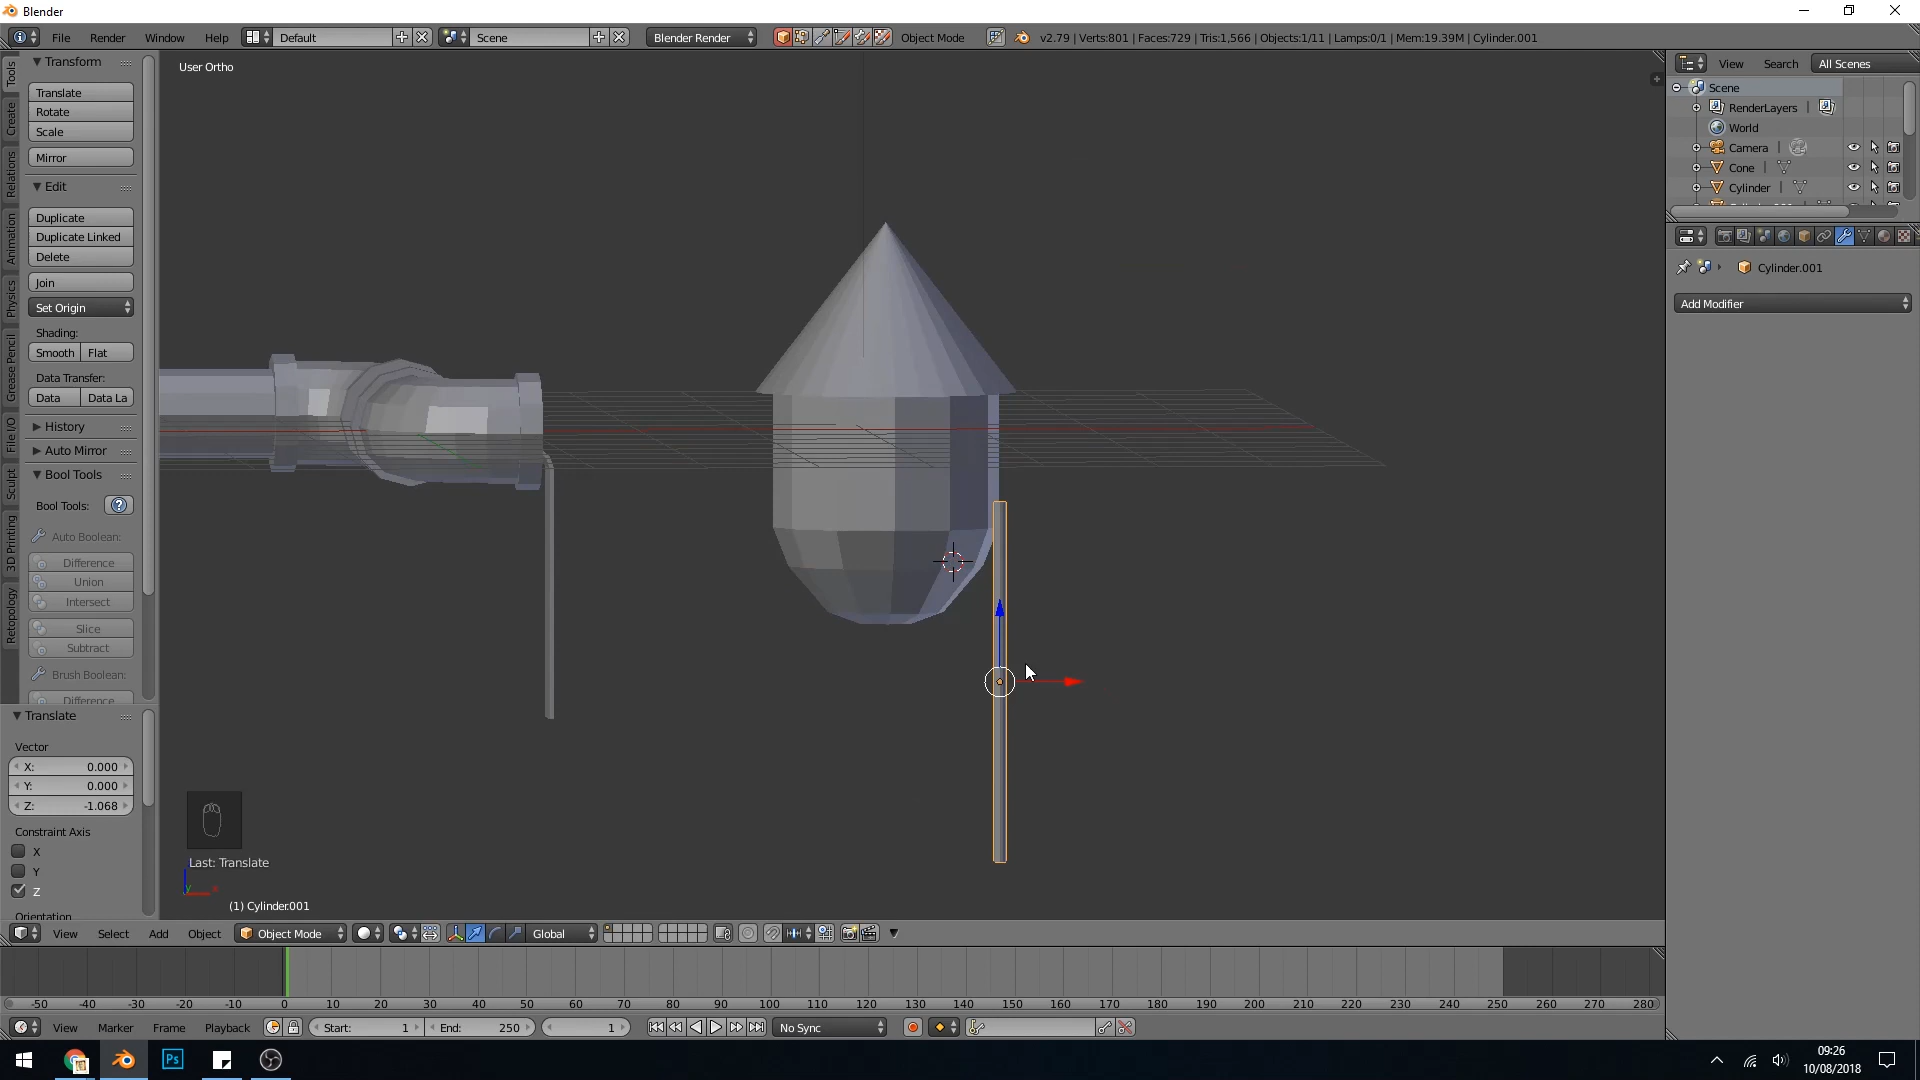 Blender
File Render Window Help Default Scene Blender Render Object Mode v2.79 | Verts:801 | Faces:729 | Tris:1,566 | Objects:1/11 | Lamps:0/1 | Mem:19.39M | Cylinder.001
Tools
Create
Relations
Animation
Physics
Grease Pencil
File I/O
Sculpt
3D Printing
Retopology
Transform
Translate
Rotate
Scale
Mirror
Edit
Duplicate
Duplicate Linked
Delete
Join
Set Origin
Shading:
Smooth Flat
Data Transfer:
Data Data La
History
Auto Mirror
Bool Tools
Bool Tools: ?
Auto Boolean:
Difference
Union
Intersect
Slice
Subtract
Brush Boolean:
Difference
Translate
Vector
X: 0.000
Y: 0.000
Z: -1.068
Constraint Axis
X
Y
Z
Orientation
User Ortho
Last: Translate
(1) Cylinder.001
View Search All Scenes
Scene
RenderLayers
World
Camera
Cone
Cylinder
Cylinder.001
Add Modifier
View Select Add Object Object Mode Global
-50 -40 -30 -20 -10 0 10 20 30 40 50 60 70 80 90 100 110 120 130 140 150 160 170 180 190 200 210 220 230 240 250 260 270 280
View Marker Frame Playback Start: 1 End: 250 1 No Sync
Ps
09:26
10/08/2018